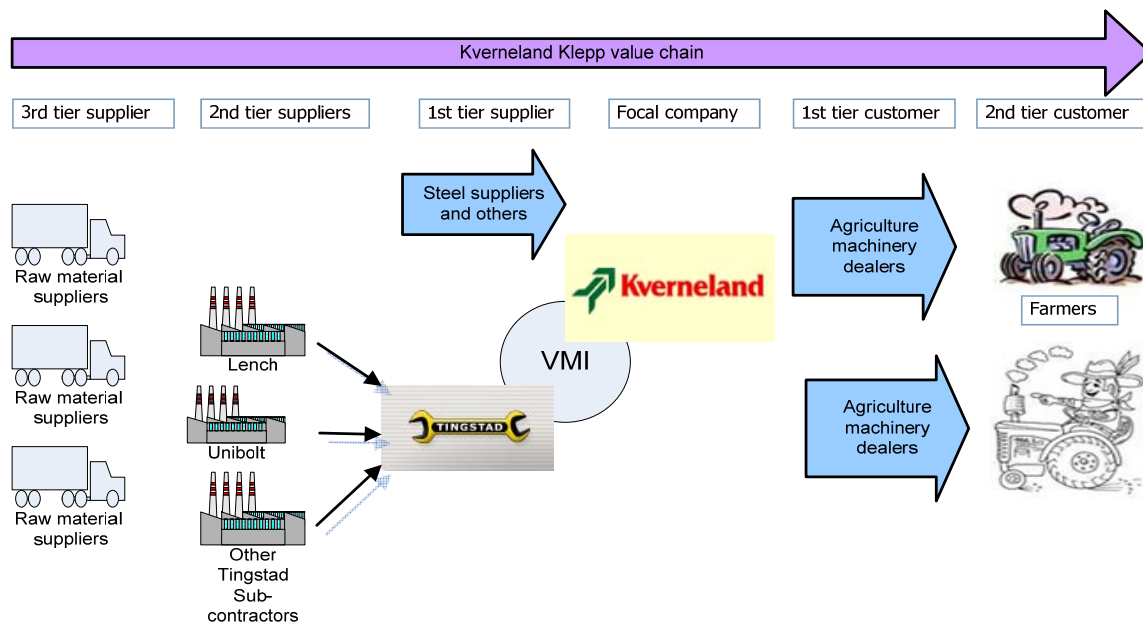 Kverneland Klepp value chain
3rd tier supplier
2nd tier suppliers
1st tier supplier
Focal company
1st tier customer
2nd tier customer
Steel suppliers
and others
Agriculture
machinery
dealers
Raw material
suppliers
Kverneland
Farmers
Lench
VMI
Raw material
suppliers
TINGSTAD
Agriculture
machinery
dealers
Unibolt
Raw material
suppliers
Other
Tingstad
Sub-
contractors